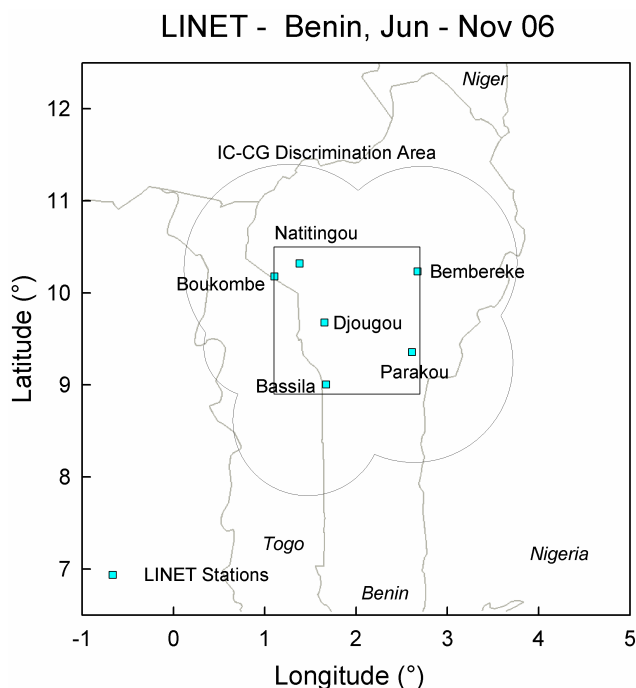 LINET -  Benin, Jun - Nov 06
Niger
12
IC-CG Discrimination Area
11
Natitingou
Boukombe
Bembereke
10
Djougou
Parakou
Bassila
9
8
Togo
Nigeria
7
LINET Stations
Benin
-1 0 1 2 3 4 5
Latitude (°)
Longitude (°)